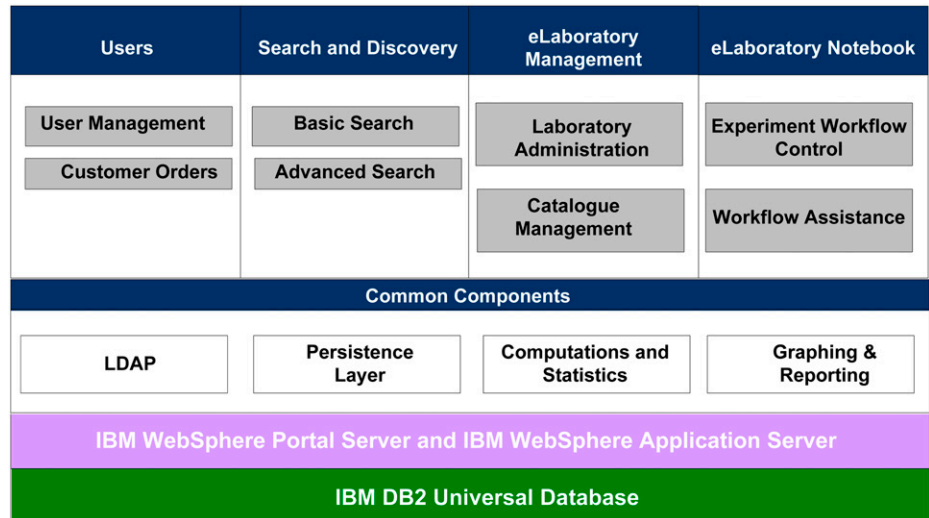 Users
Search and Discovery
eLaboratory
Management
eLaboratory Notebook
User Management
Customer Orders
Basic Search
Advanced Search
Laboratory
Administration
Catalogue
Management
Experiment Workflow
Control
Workflow Assistance
Common Components
LDAP
Persistence
Layer
Computations and
Statistics
Graphing &
Reporting
IBM WebSphere Portal Server and IBM WebSphere Application Server
IBM DB2 Universal Database